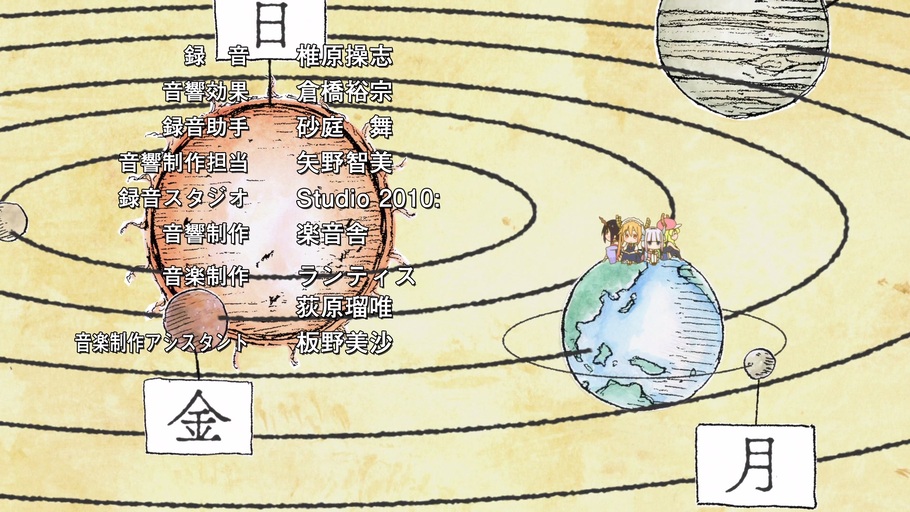 日
録　音　椎原操志
音響効果　倉橋裕宗
録音助手　砂庭　舞
音響制作担当　矢野智美
録音スタジオ　Studio 2010:
音響制作　楽音舎
音楽制作　ランティス
荻原瑠唯
音楽制作アシスタント　板野美沙
金
月